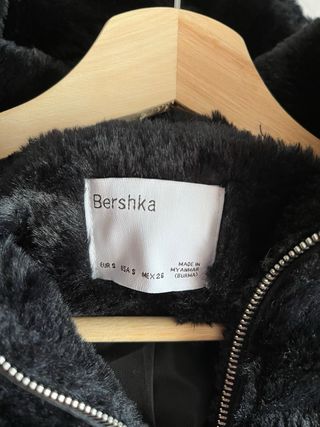 Bershka
EUR S USA S MEX 26
MADE IN
MYANMAR
(BURMA)